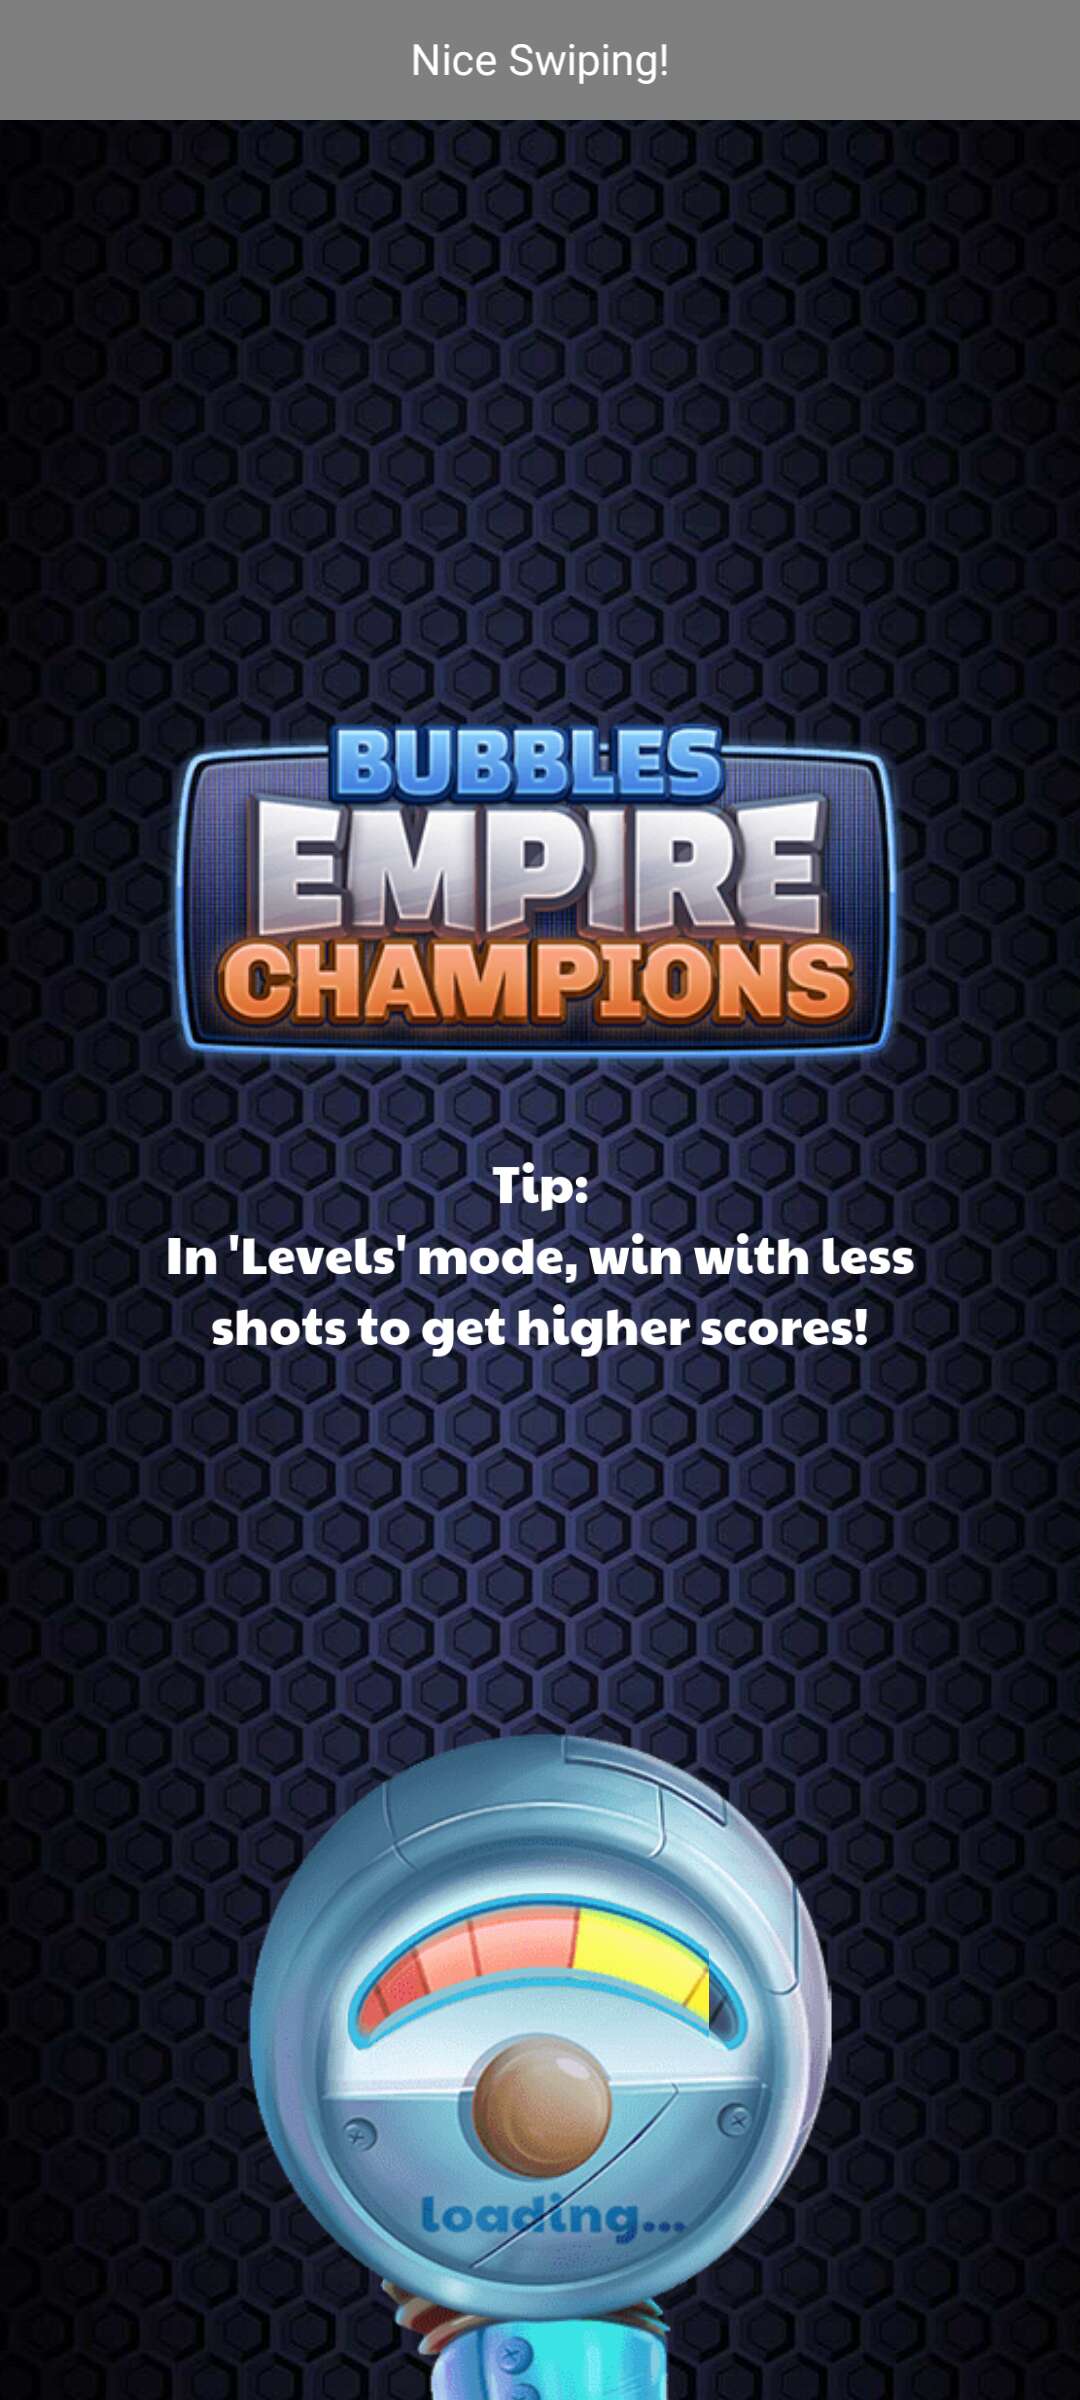 Nice Swiping!
BUBBLES
EMPIRE
CHAMPIONS
Tip:
In 'Levels' mode, win with less
shots to get higher scores!
loading...